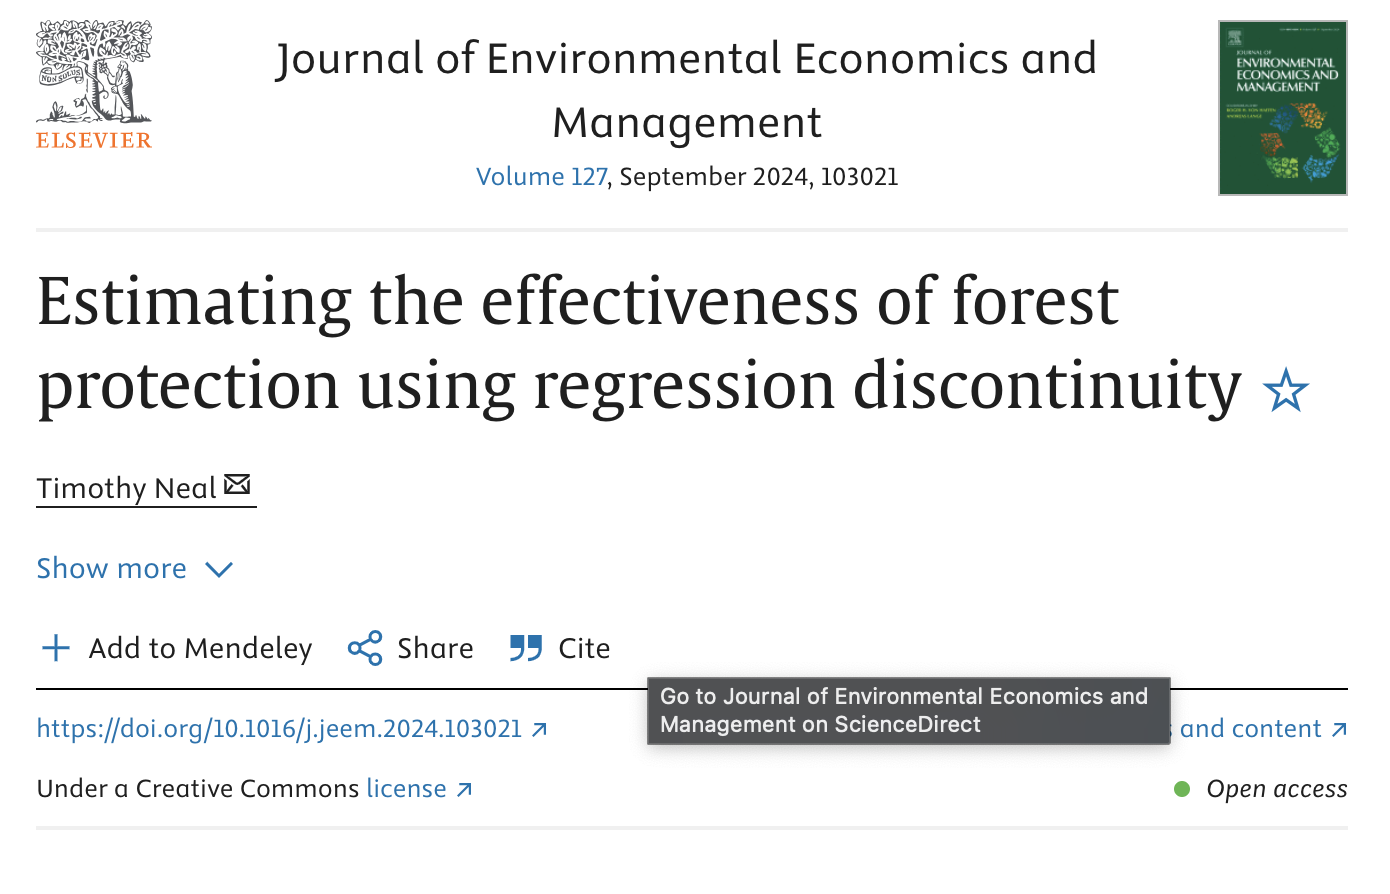 NON SOLUS
ELSEVIER
Journal of Environmental Economics and
Management
Volume 127, September 2024, 103021
JOURNAL OF
ENVIRONMENTAL
ECONOMICS AND
MANAGEMENT
Estimating the effectiveness of forest
protection using regression discontinuity
Timothy Neal
Show more
Add to Mendeley
Share
Cite
Go to Journal of Environmental Economics and
Management on ScienceDirect
https://doi.org/10.1016/j.jeem.2024.103021
and content
Under a Creative Commons license
Open access